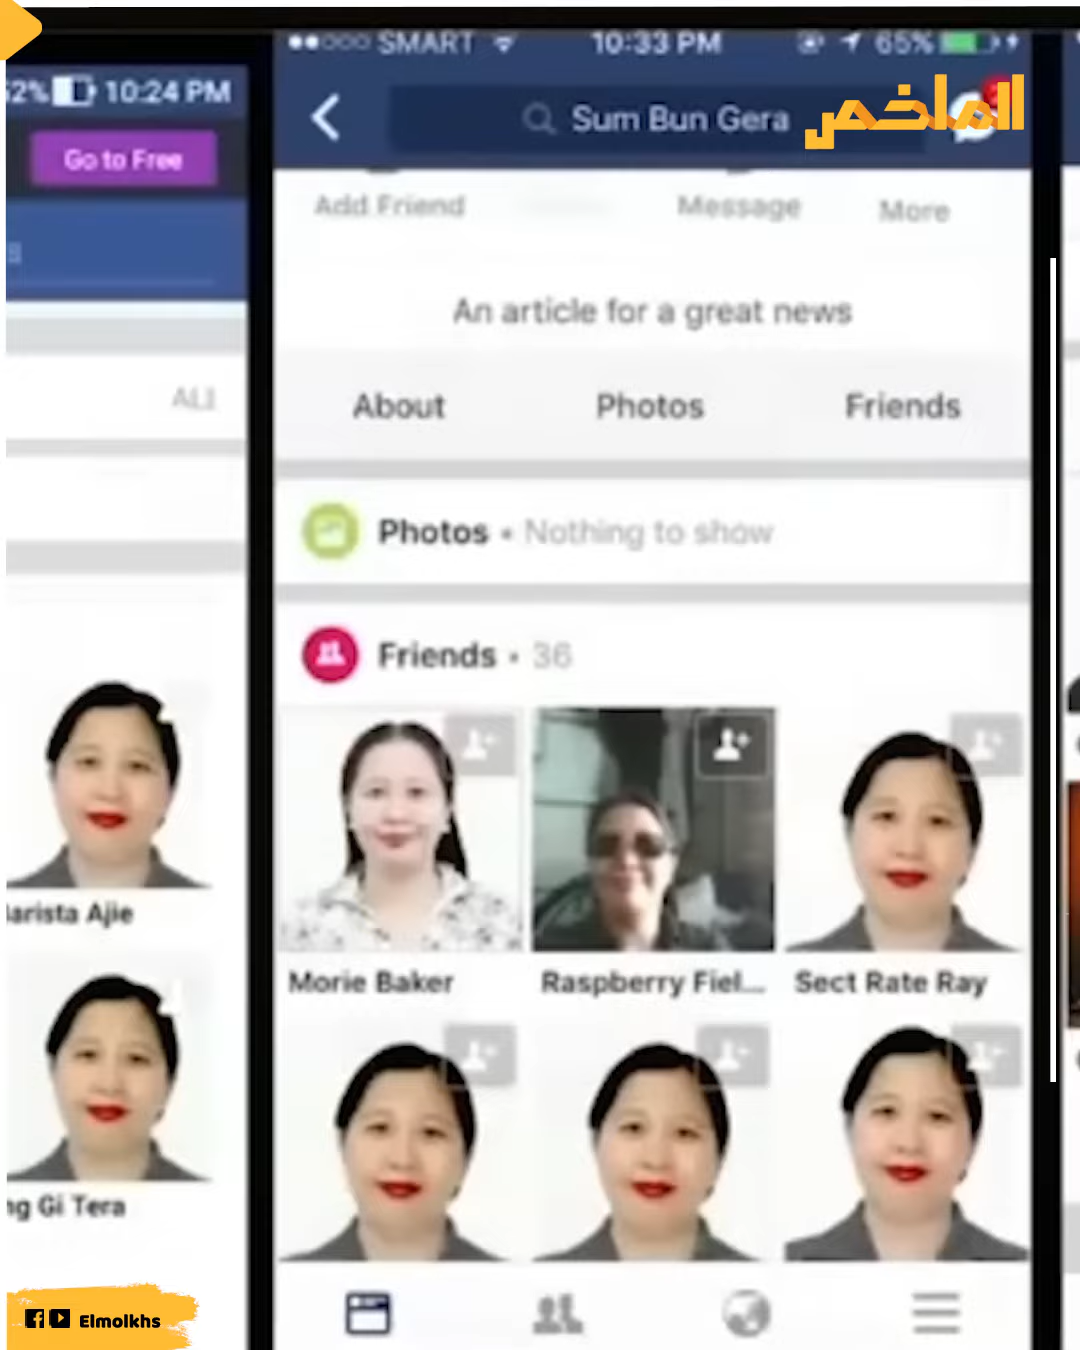 52% 10:24 PM
Go to Free
ALL
arista Ajie
ng Gi Tera
SMART 10:33 PM 65%
Sum Bun Gera
الملخص
Add Friend Message More
An article for a great news
About Photos Friends
Photos • Nothing to show
Friends • 36
Morie Baker Raspberry Fiel... Sect Rate Ray
Elmolkhs